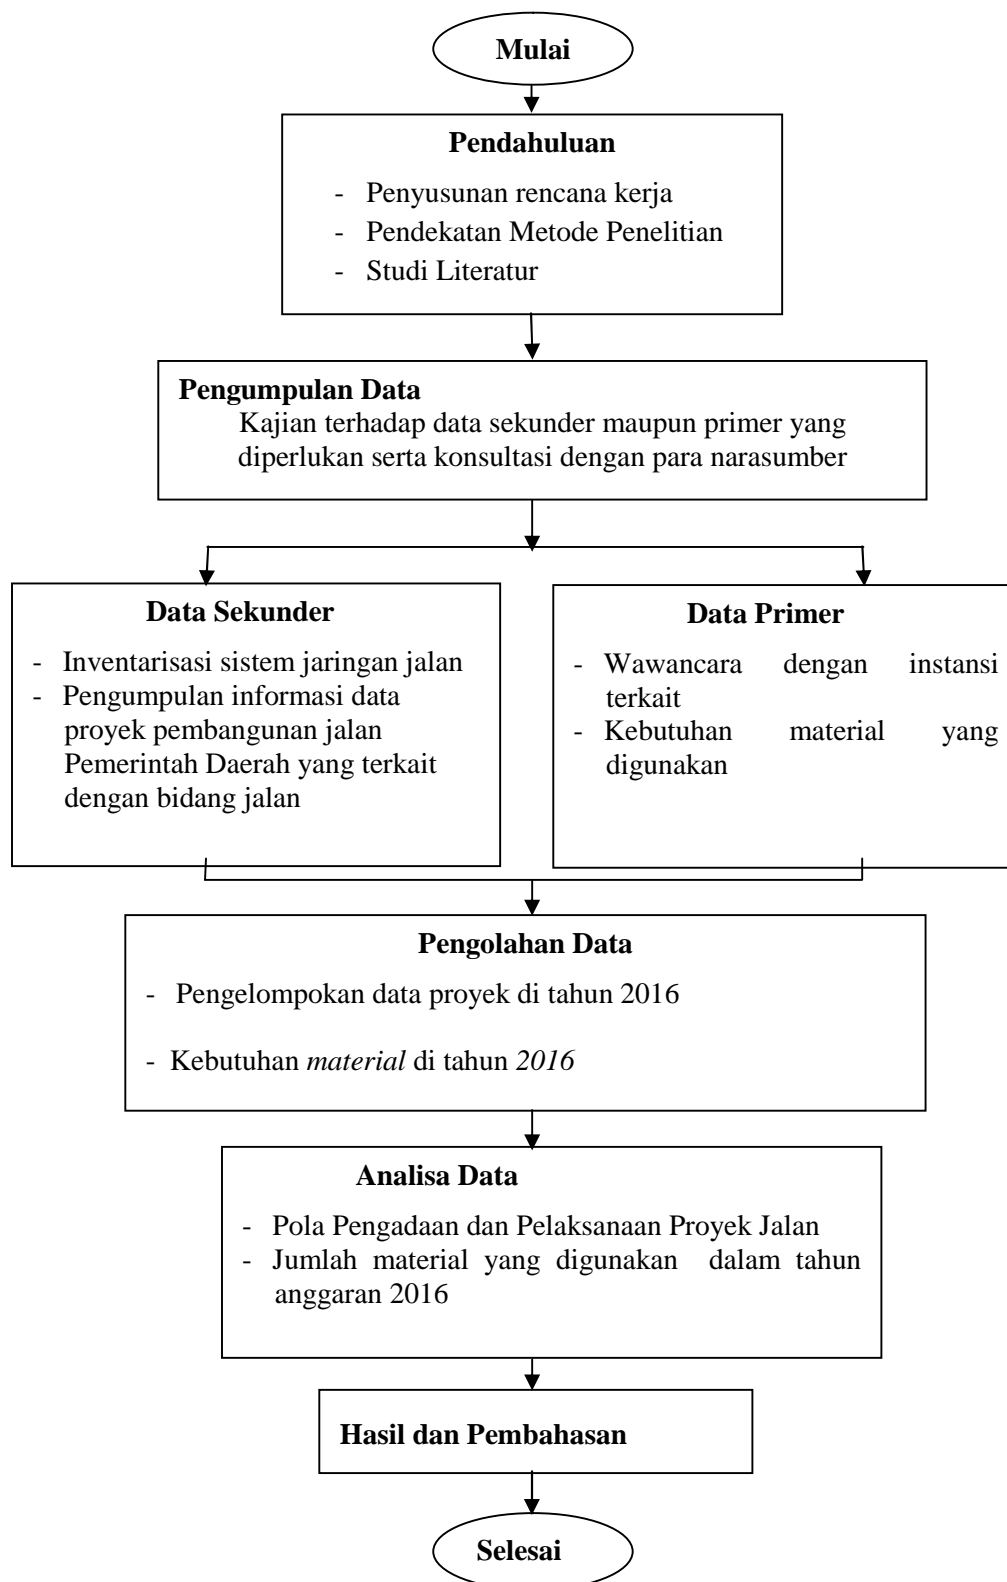 Mulai
Pendahuluan
- Penyusunan rencana kerja
- Pendekatan Metode Penelitian
- Studi Literatur
Pengumpulan Data
Kajian terhadap data sekunder maupun primer yang
diperlukan serta konsultasi dengan para narasumber
Data Sekunder
- Inventarisasi sistem jaringan jalan
- Pengumpulan informasi data
proyek pembangunan jalan
Pemerintah Daerah yang terkait
dengan bidang jalan
Data Primer
- Wawancara dengan instansi
terkait
- Kebutuhan material yang
digunakan
Pengolahan Data
- Pengelompokan data proyek di tahun 2016
- Kebutuhan material di tahun 2016
Analisa Data
- Pola Pengadaan dan Pelaksanaan Proyek Jalan
- Jumlah material yang digunakan dalam tahun
anggaran 2016
Hasil dan Pembahasan
Selesai